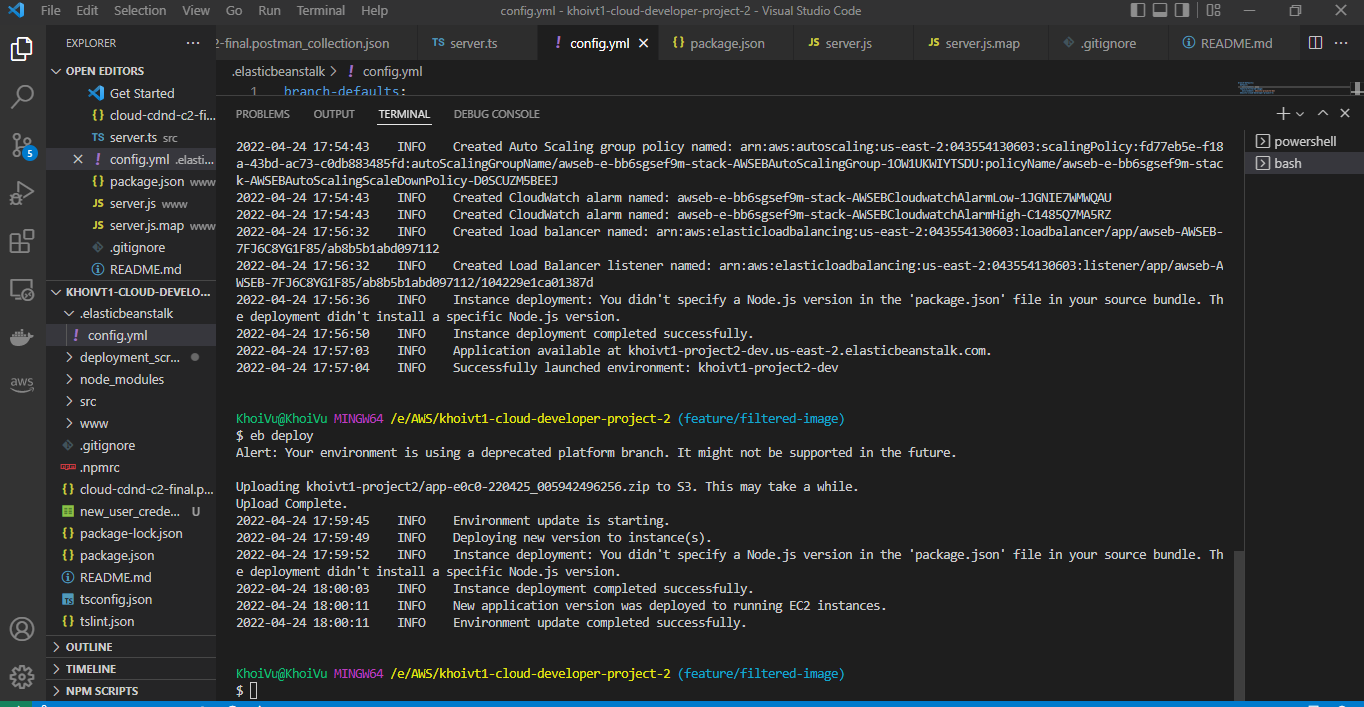 File Edit Selection View Go Run Terminal Help config.yml - khoivt1-cloud-developer-project-2 - Visual Studio Code
EXPLORER ···
2-final.postman_collection.json TS server.ts ! config.yml {} package.json JS server.js JS server.js.map .gitignore README.md ···
.elasticbeanstalk > ! config.yml
1 branch-defaults:
OPEN EDITORS
Get Started
{} cloud-cdnd-c2-fi...
TS server.ts src
! config.yml .elasti...
{} package.json www
JS server.js www
JS server.js.map www
.gitignore
README.md
KHOIVT1-CLOUD-DEVELO...
.elasticbeanstalk
! config.yml
deployment_scr...
node_modules
src
www
.gitignore
.npmrc
{} cloud-cdnd-c2-final.p...
new_user_crede... U
{} package-lock.json
{} package.json
README.md
TS tsconfig.json
{} tslint.json
OUTLINE
TIMELINE
NPM SCRIPTS
5
aws
PROBLEMS OUTPUT TERMINAL DEBUG CONSOLE
powershell
bash
2022-04-24 17:54:43 INFO Created Auto Scaling group policy named: arn:aws:autoscaling:us-east-2:043554130603:scalingPolicy:fd77eb5e-f18
a-43bd-ac73-c0db883485fd:autoScalingGroupName/awseb-e-bb6sgsef9m-stack-AWSEBAutoScalingGroup-1OW1UKWIYTSDU:policyName/awseb-e-bb6sgsef9m-stac
k-AWSEBAutoScalingScaleDownPolicy-D0SCUZM5BEEJ
2022-04-24 17:54:43 INFO Created CloudWatch alarm named: awseb-e-bb6sgsef9m-stack-AWSEBCloudwatchAlarmLow-1JGNIE7WMWQAU
2022-04-24 17:54:43 INFO Created CloudWatch alarm named: awseb-e-bb6sgsef9m-stack-AWSEBCloudwatchAlarmHigh-C1485Q7MA5RZ
2022-04-24 17:56:32 INFO Created load balancer named: arn:aws:elasticloadbalancing:us-east-2:043554130603:loadbalancer/app/awseb-AWSEB-
7FJ6C8YG1F85/ab8b5b1abd097112
2022-04-24 17:56:32 INFO Created Load Balancer listener named: arn:aws:elasticloadbalancing:us-east-2:043554130603:listener/app/awseb-A
WSEB-7FJ6C8YG1F85/ab8b5b1abd097112/104229e1ca01387d
2022-04-24 17:56:36 INFO Instance deployment: You didn't specify a Node.js version in the 'package.json' file in your source bundle. Th
e deployment didn't install a specific Node.js version.
2022-04-24 17:56:50 INFO Instance deployment completed successfully.
2022-04-24 17:57:03 INFO Application available at khoivt1-project2-dev.us-east-2.elasticbeanstalk.com.
2022-04-24 17:57:04 INFO Successfully launched environment: khoivt1-project2-dev
KhoiVu@KhoiVu MINGW64 /e/AWS/khoivt1-cloud-developer-project-2 (feature/filtered-image)
$ eb deploy
Alert: Your environment is using a deprecated platform branch. It might not be supported in the future.
Uploading khoivt1-project2/app-e0c0-220425_005942496256.zip to S3. This may take a while.
Upload Complete.
2022-04-24 17:59:45 INFO Environment update is starting.
2022-04-24 17:59:49 INFO Deploying new version to instance(s).
2022-04-24 17:59:52 INFO Instance deployment: You didn't specify a Node.js version in the 'package.json' file in your source bundle. Th
e deployment didn't install a specific Node.js version.
2022-04-24 18:00:03 INFO Instance deployment completed successfully.
2022-04-24 18:00:11 INFO New application version was deployed to running EC2 instances.
2022-04-24 18:00:11 INFO Environment update completed successfully.
KhoiVu@KhoiVu MINGW64 /e/AWS/khoivt1-cloud-developer-project-2 (feature/filtered-image)
$